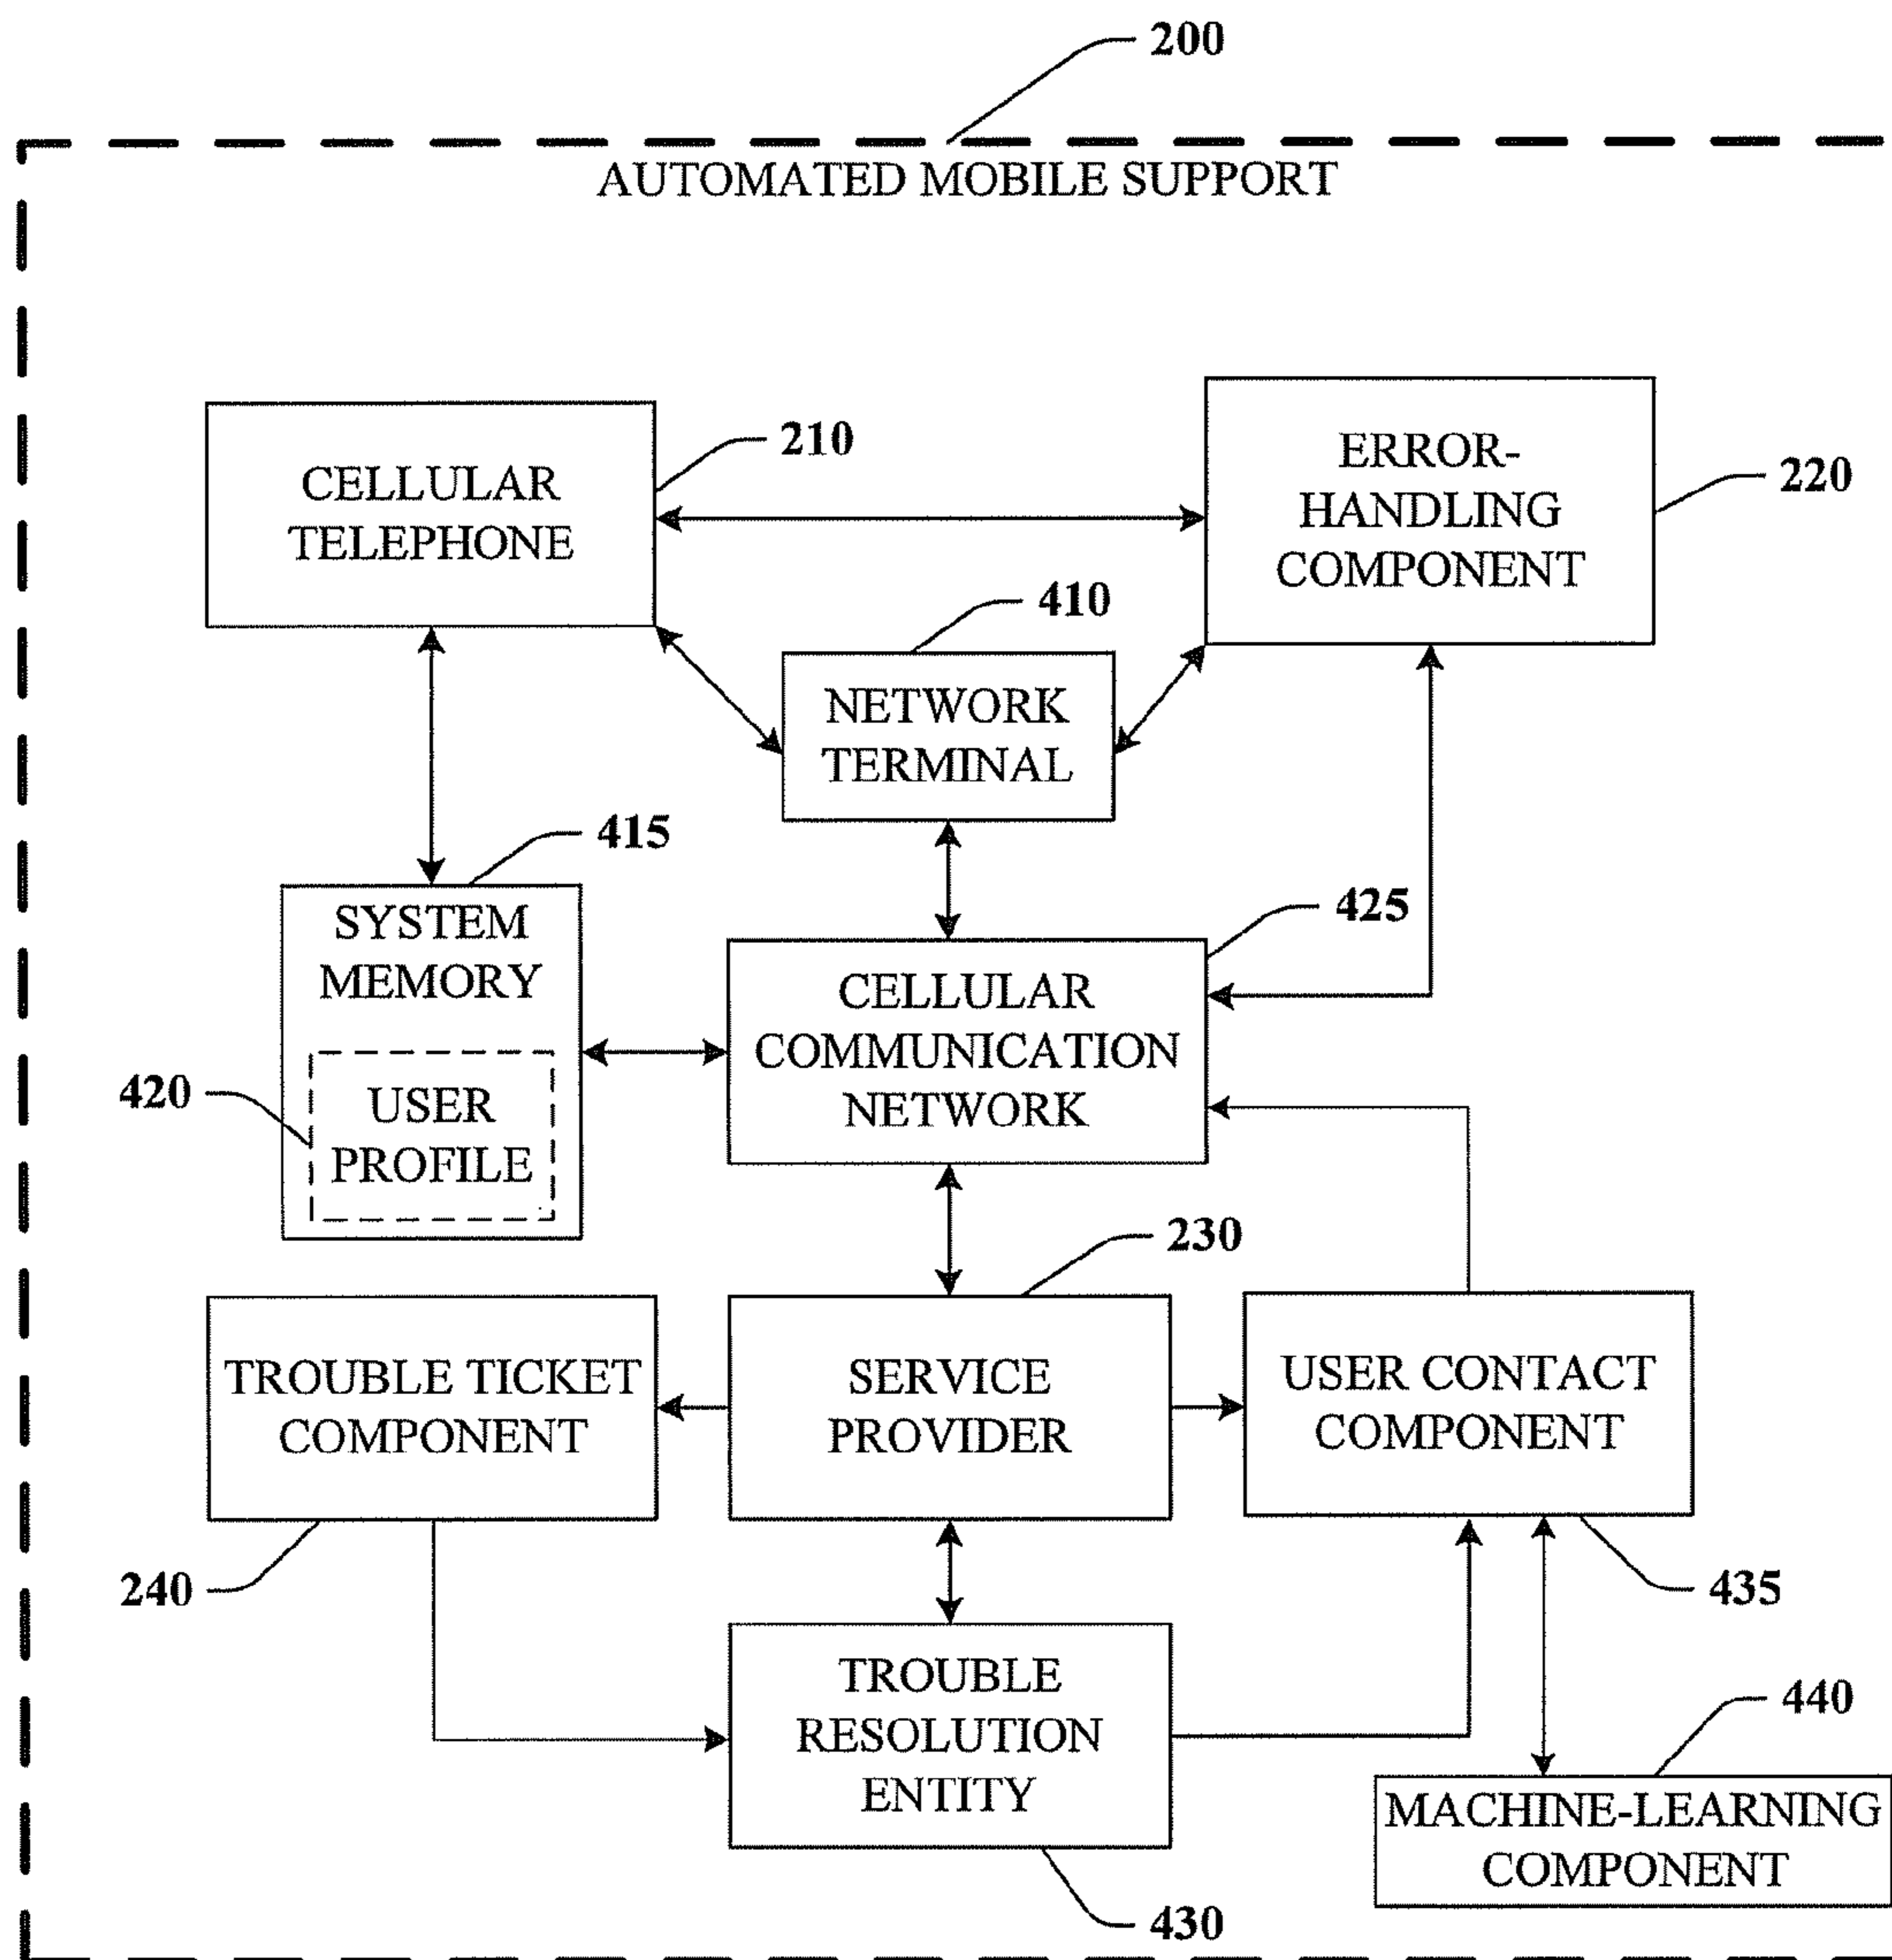 200
AUTOMATED MOBILE SUPPORT
CELLULAR
TELEPHONE
210
ERROR-
HANDLING
COMPONENT
220
410
NETWORK
TERMINAL
415
SYSTEM
MEMORY
420
USER
PROFILE
425
CELLULAR
COMMUNICATION
NETWORK
230
TROUBLE TICKET
COMPONENT
240
SERVICE
PROVIDER
USER CONTACT
COMPONENT
435
TROUBLE
RESOLUTION
ENTITY
430
440
MACHINE-LEARNING
COMPONENT